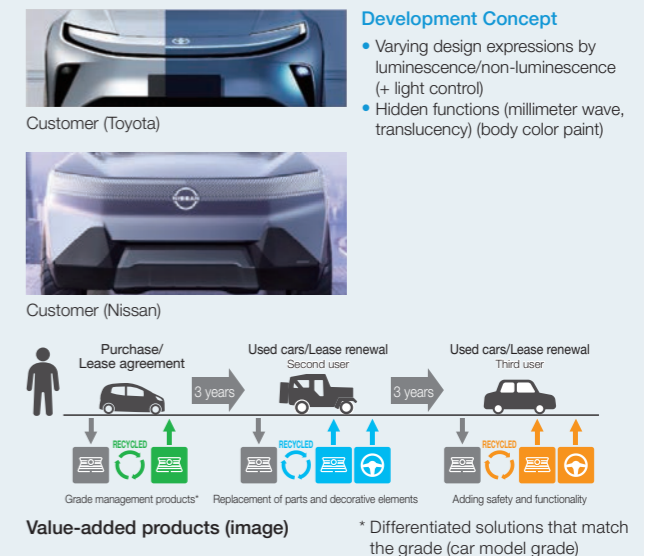 Development Concept
• Varying design expressions by
luminescence/non-luminescence
(+ light control)
• Hidden functions (millimeter wave,
translucency) (body color paint)
Customer (Toyota)
NISSAN
Customer (Nissan)
Purchase/
Lease agreement
3 years
Used cars/Lease renewal
Second user
3 years
Used cars/Lease renewal
Third user
RECYCLED
RECYCLED
RECYCLED
Grade management products*
Replacement of parts and decorative elements
Adding safety and functionality
Value-added products (image)
* Differentiated solutions that match
the grade (car model grade)